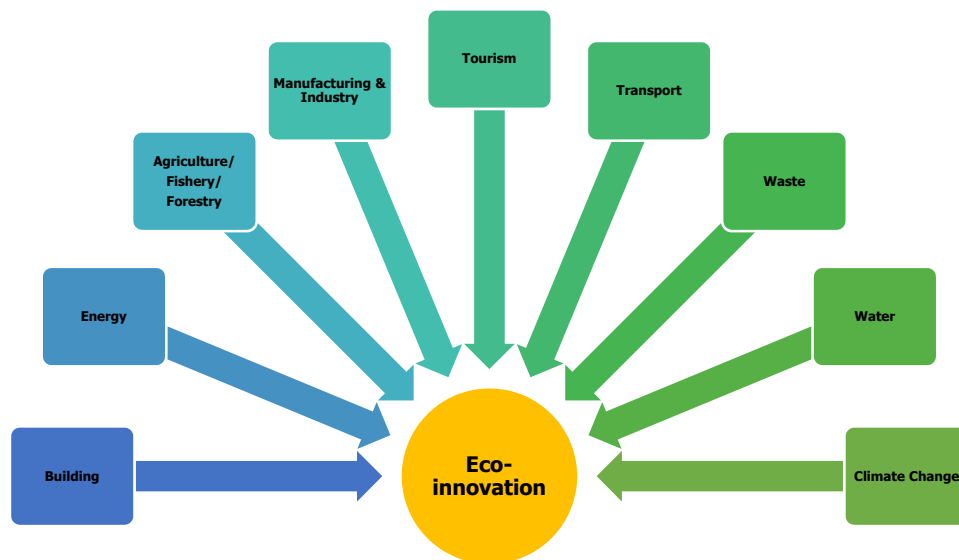 Tourism
Manufacturing &
Industry
Transport
Agriculture/
Fishery/
Forestry
Waste
Energy
Water
Building
Eco-
innovation
Climate Change